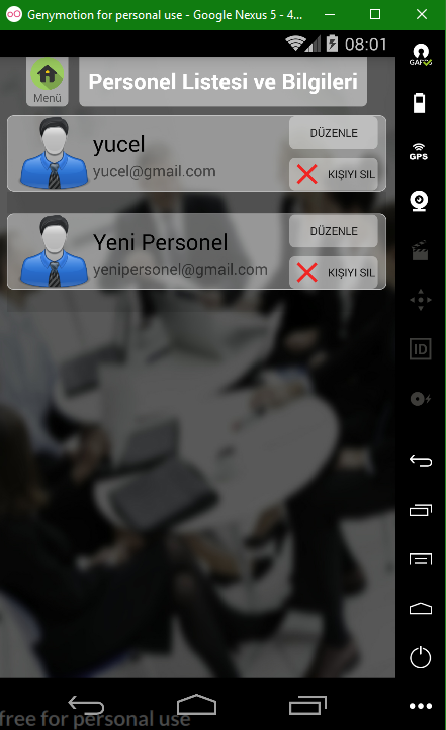 Genymotion for personal use - Google Nexus 5 - 4...
08:01
GAPPS
Menü
Personel Listesi ve Bilgileri
GPS
yucel
yucel@gmail.com
DÜZENLE
KIŞIYI SIL
Yeni Personel
yenipersonel@gmail.com
DÜZENLE
KIŞIYI SIL
ID
free for personal use